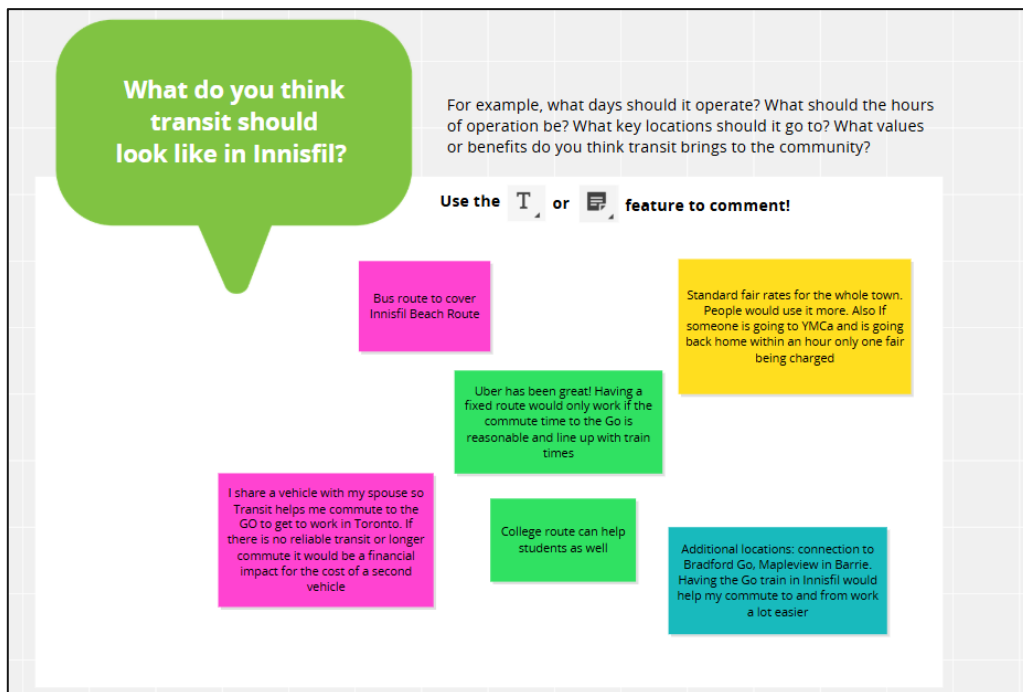 What do you think
transit should
look like in Innisfil?
For example, what days should it operate? What should the hours
of operation be? What key locations should it go to? What values
or benefits do you think transit brings to the community?
Use the T or feature to comment!
Bus route to cover
Innisfil Beach Route
Standard fair rates for the whole town.
People would use it more. Also If
someone is going to YMCa and is going
back home within an hour only one fair
being charged
Uber has been great! Having a
fixed route would only work if the
commute time to the Go is
reasonable and line up with train
times
I share a vehicle with my spouse so
Transit helps me commute to the
GO to get to work in Toronto. If
there is no reliable transit or longer
commute it would be a financial
impact for the cost of a second
vehicle
College route can help
students as well
Additional locations: connection to
Bradford Go, Mapleview in Barrie.
Having the Go train in Innisfil would
help my commute to and from work
a lot easier